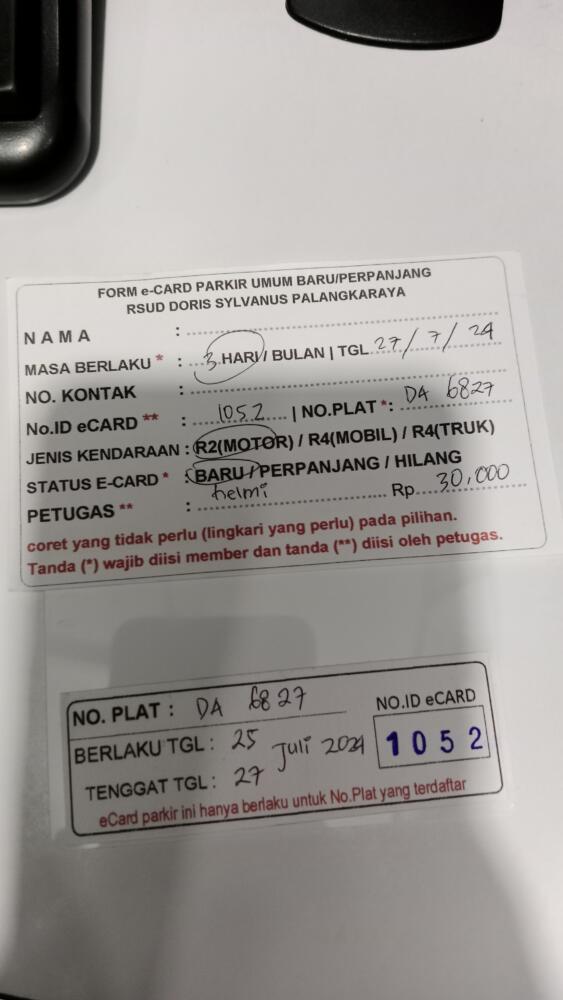 FORM e-CARD PARKIR UMUM BARU/PERPANJANG
RSUD DORIS SYLVANUS PALANGKARAYA
NAMA :
MASA BERLAKU * : 3 HARI / BULAN | TGL 27 / 7 / 24
NO. KONTAK :
No.ID eCARD ** : 1052 | NO.PLAT *: DA 6827
JENIS KENDARAAN : R2(MOTOR) / R4(MOBIL) / R4(TRUK)
STATUS E-CARD * : BARU / PERPANJANG / HILANG
PETUGAS ** : helmi Rp. 30,000
coret yang tidak perlu (lingkari yang perlu) pada pilihan.
Tanda (*) wajib diisi member dan tanda (**) diisi oleh petugas.
NO. PLAT : DA 6827
NO.ID eCARD
1052
BERLAKU TGL : 25 Juli 2024
TENGGAT TGL : 27
eCard parkir ini hanya berlaku untuk No.Plat yang terdaftar